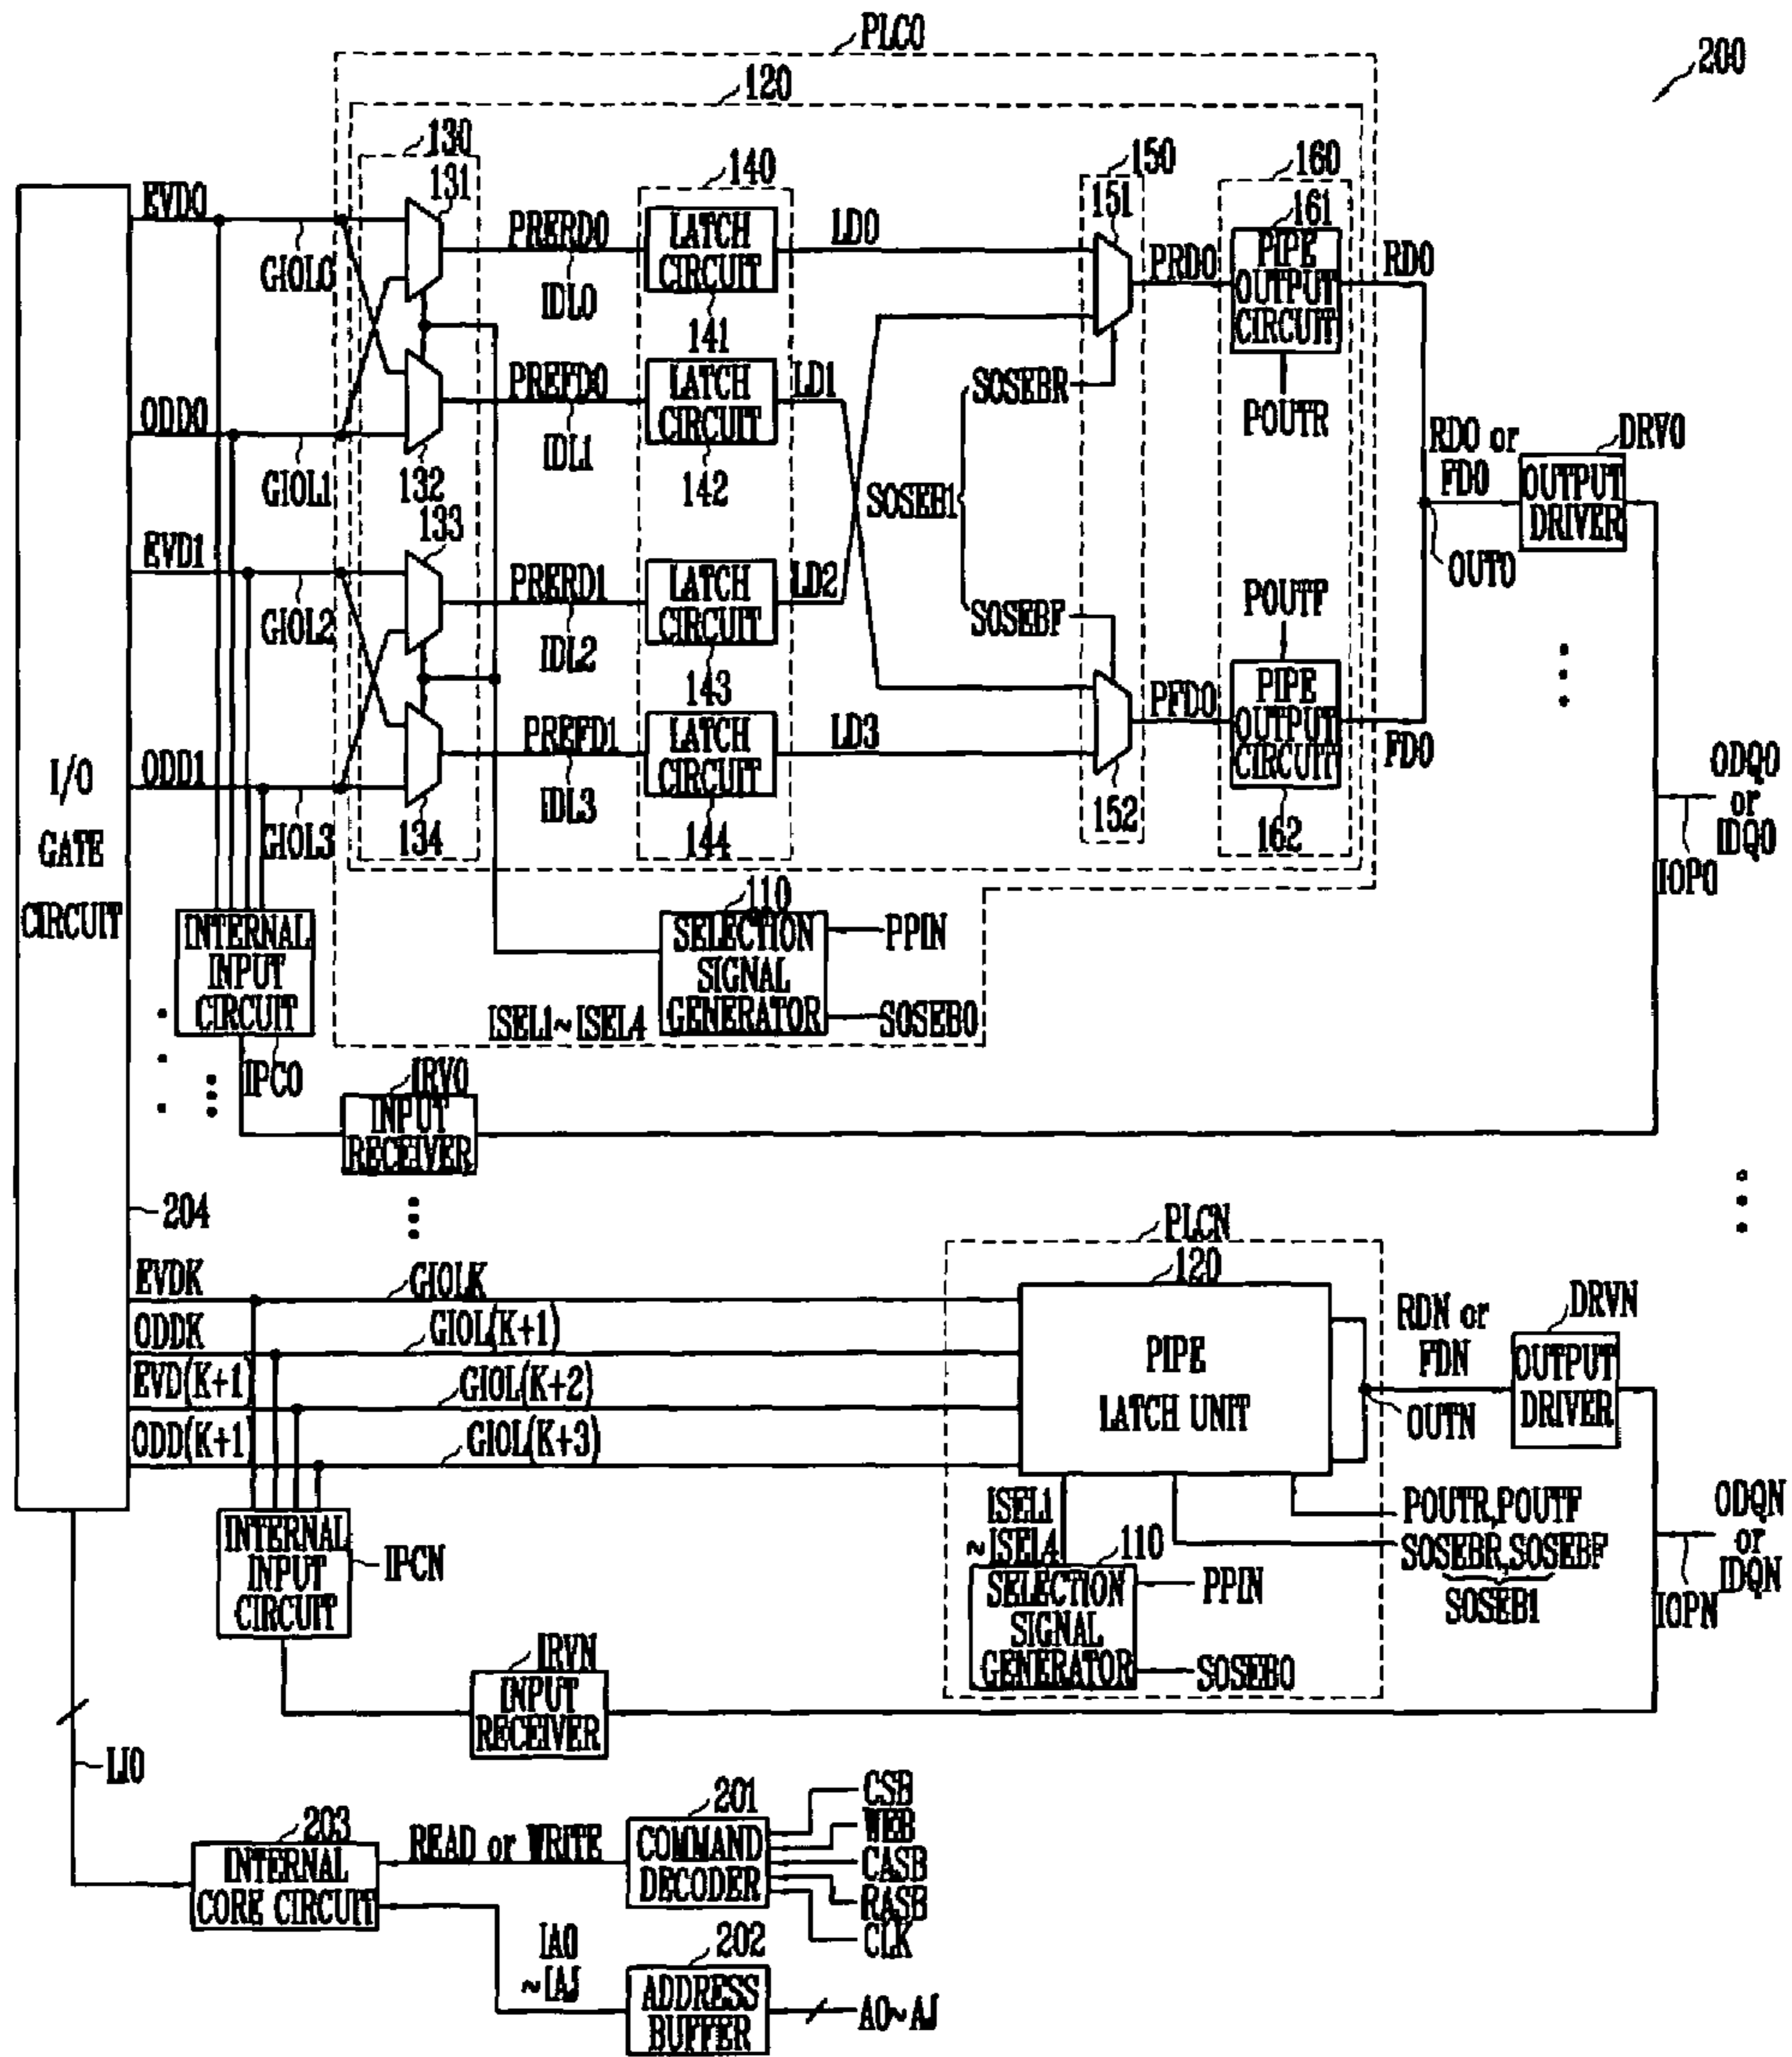 PLC0
200
120
130
131
140
150
151
160
161
EVD0
GIOL0
PRERD0
IDL0
LATCH
CIRCUIT
141
LD0
PRD0
PIPE
OUTPUT
CIRCUIT
RD0
ODD0
GIOL1
132
PREFD0
IDL1
LATCH
CIRCUIT
142
LD1
SOSEBR
POUTR
RD0 or
FD0
DRV0
OUTPUT
DRIVER
SOSEB1
OUT0
133
EVD1
GIOL2
PRERD1
IDL2
LATCH
CIRCUIT
143
LD2
SOSEBF
POUTF
ODD1
GIOL3
134
PREFD1
IDL3
LATCH
CIRCUIT
144
LD3
152
PFD0
PIPE
OUTPUT
CIRCUIT
162
FD0
ODQ0
or
IDQ0
IOP0
I/O
GATE
CIRCUIT
INTERNAL
INPUT
CIRCUIT
IPC0
110
SELECTION
SIGNAL
GENERATOR
PPIN
SOSEB0
ISEL1~ISEL4
IRV0
INPUT
RECEIVER
204
PLCN
120
EVDK
GIOLK
ODDK
GIOL(K+1)
EVD(K+1)
GIOL(K+2)
ODD(K+1)
GIOL(K+3)
PIPE
LATCH UNIT
RDN or
FDN
DRVN
OUTPUT
DRIVER
OUTN
ISEL1
~ISEL4
110
POUTR,POUTF
SOSEBR,SOSEBF
SOSEB1
ODQN
or
IDQN
IOPN
INTERNAL
INPUT
CIRCUIT
IPCN
SELECTION
SIGNAL
GENERATOR
PPIN
SOSEB0
IRVN
INPUT
RECEIVER
LIO
203
INTERNAL
CORE CIRCUIT
READ or WRITE
201
COMMAND
DECODER
CSB
WEB
CASB
RASB
CLK
IA0
~IAJ
202
ADDRESS
BUFFER
A0~AJ